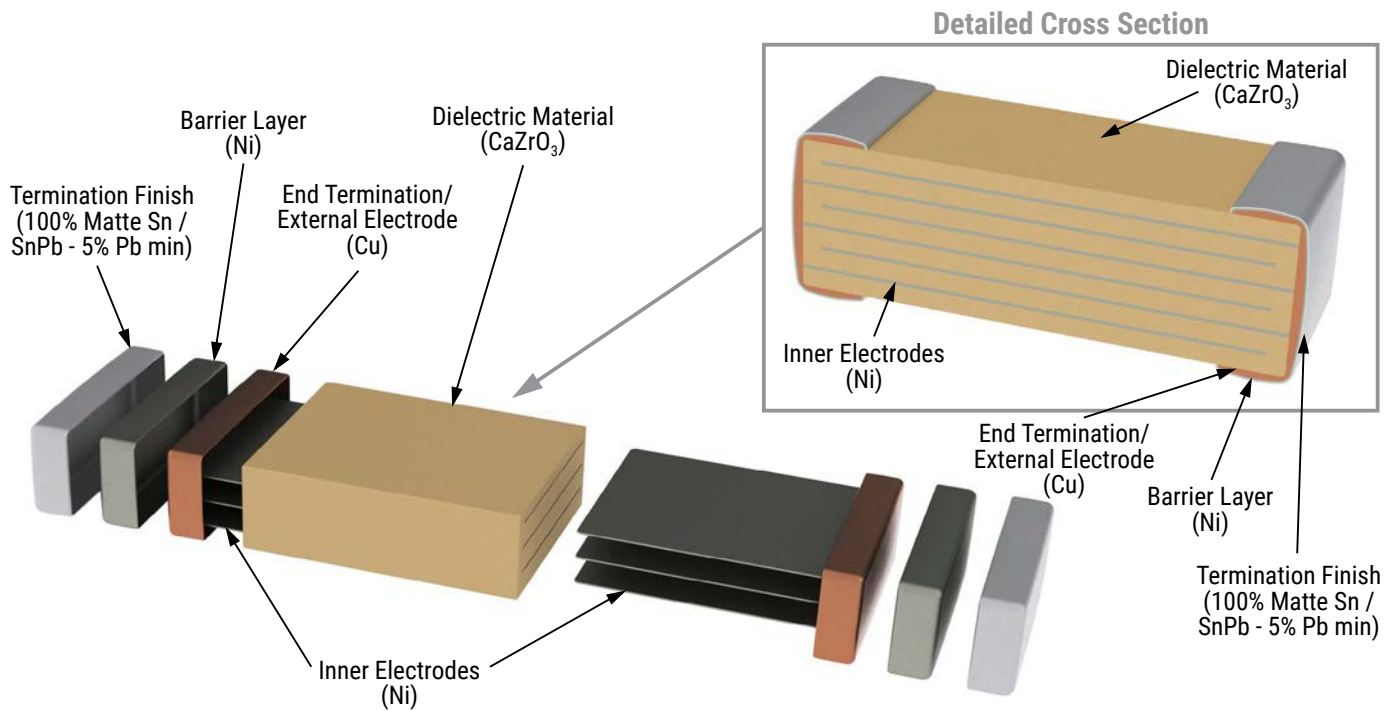 Detailed Cross Section
Dielectric Material
(CaZrO₃)
Inner Electrodes
(Ni)
End Termination/
External Electrode
(Cu)
Barrier Layer
(Ni)
Termination Finish
(100% Matte Sn /
SnPb - 5% Pb min)
Barrier Layer
(Ni)
Dielectric Material
(CaZrO₃)
Termination Finish
(100% Matte Sn /
SnPb - 5% Pb min)
End Termination/
External Electrode
(Cu)
Inner Electrodes
(Ni)